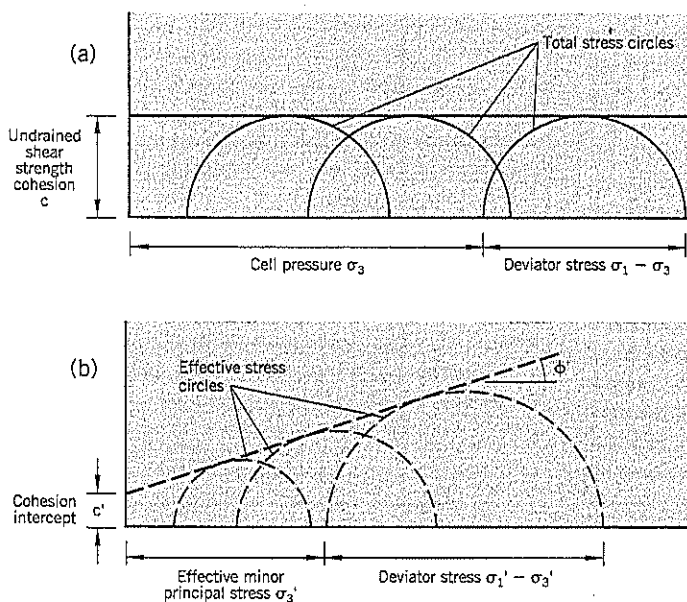 (a)
Total stress circles
Undrained
shear
strength
cohesion
c
Cell pressure σ₃
Deviator stress σ₁ − σ₃
(b)
Effective stress
circles
ϕ
Cohesion
intercept
c'
Effective minor
principal stress σ₃'
Deviator stress σ₁' − σ₃'